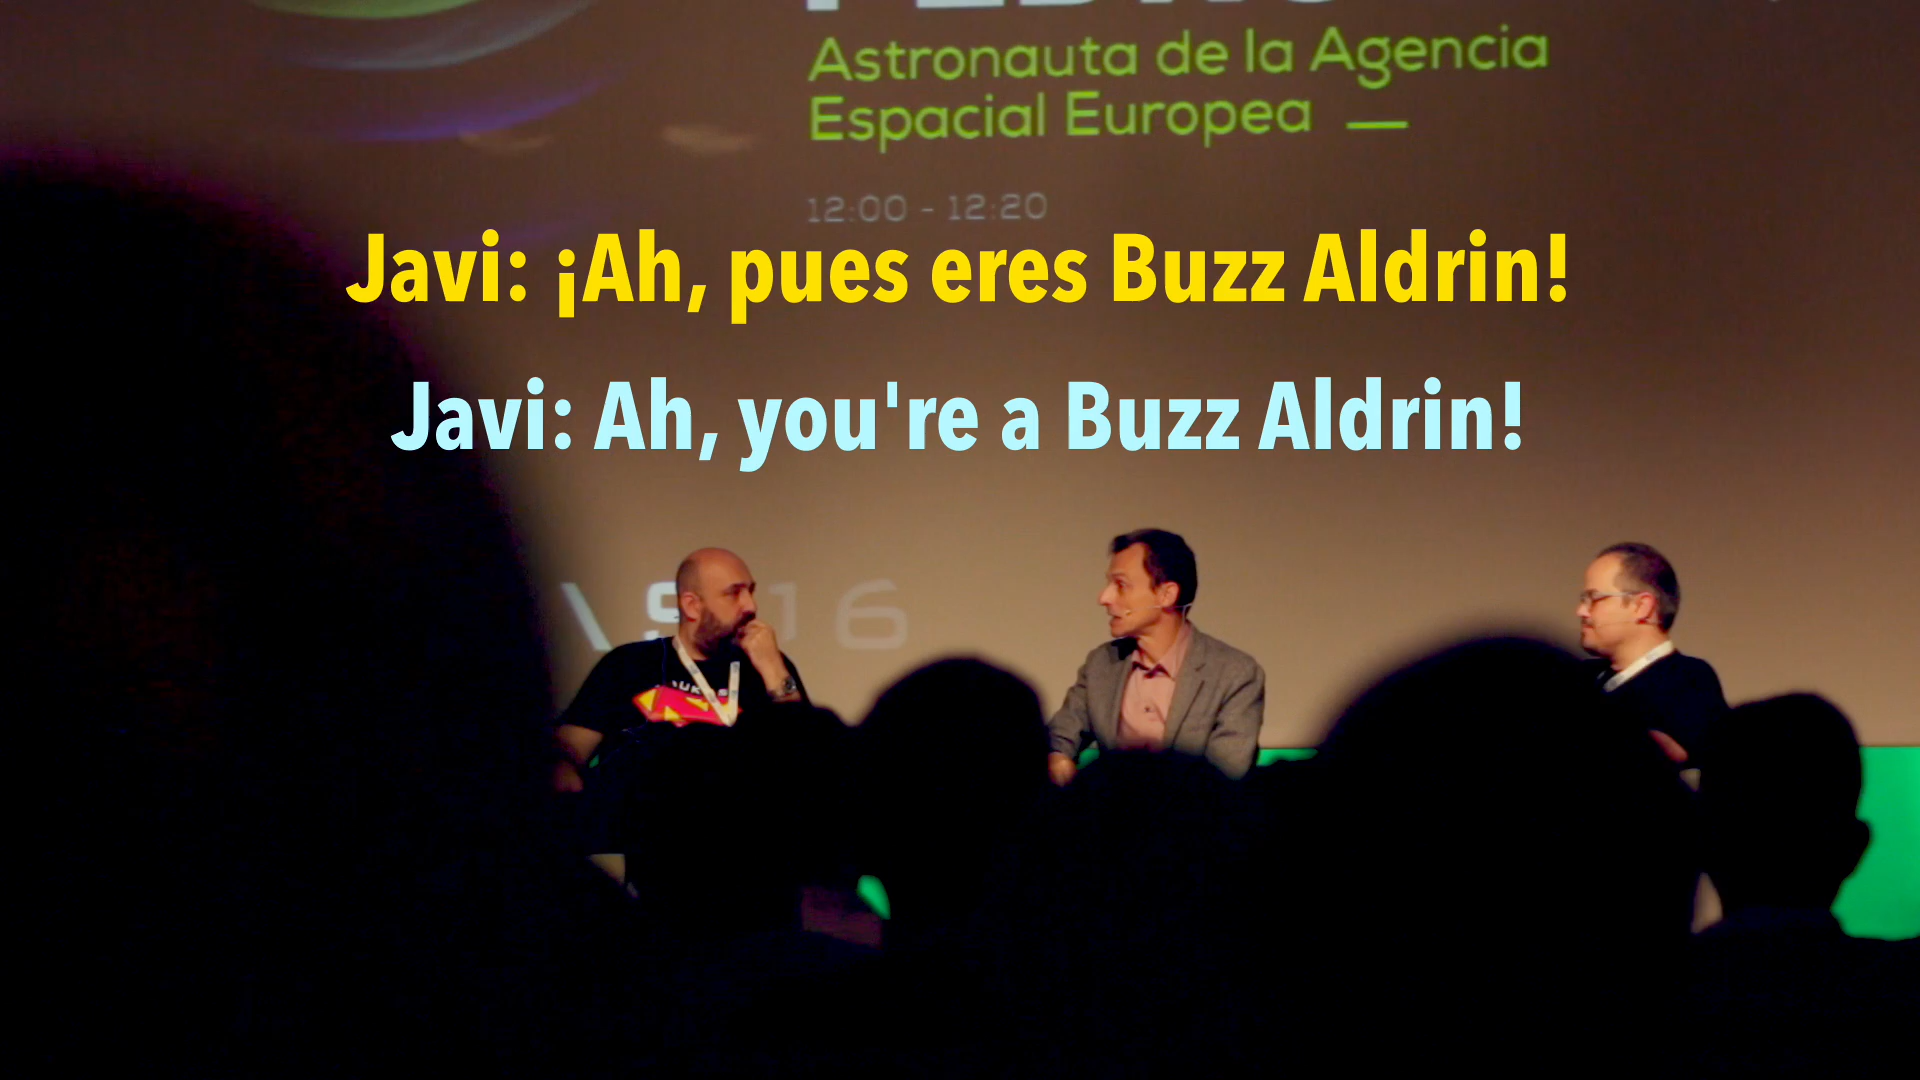 Astronauta de la Agencia
Espacial Europea
12:00 - 12:20
Javi: ¡Ah, pues eres Buzz Aldrin!
Javi: Ah, you're a Buzz Aldrin!
16